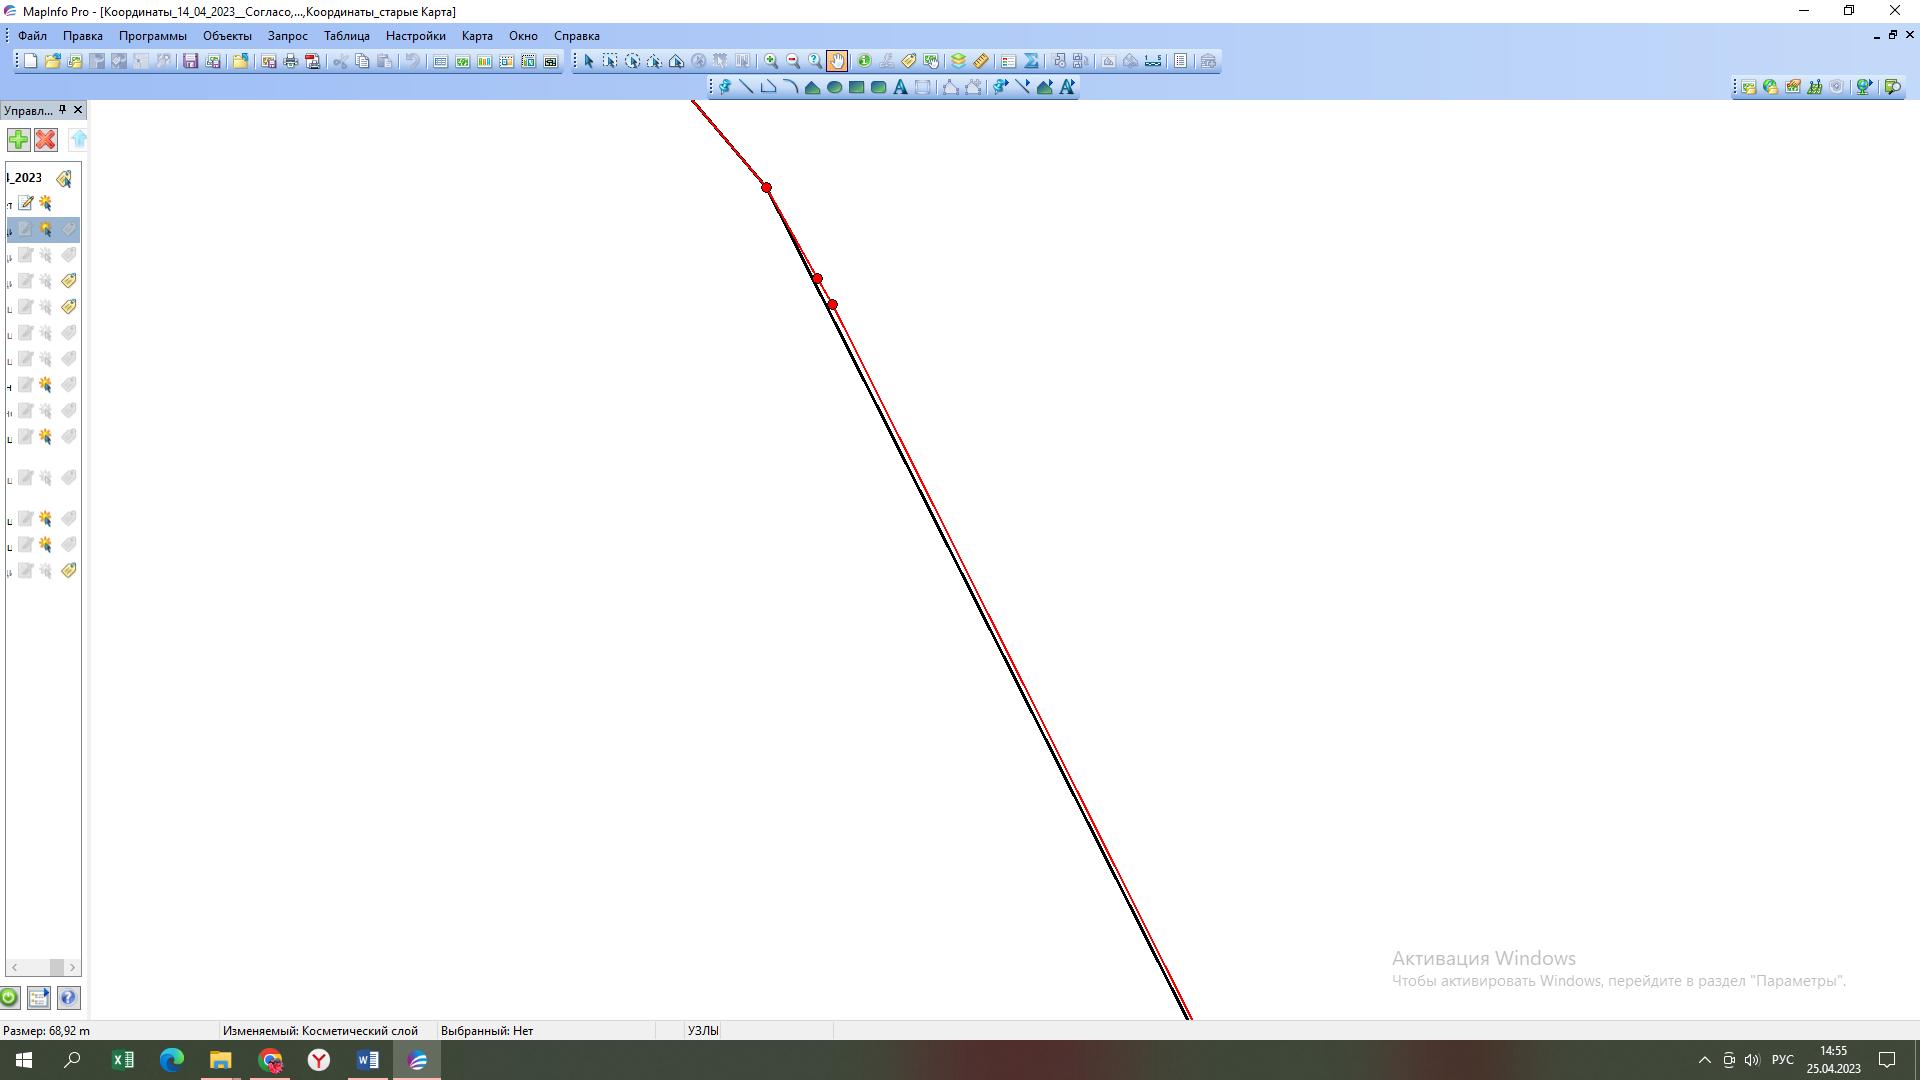 MapInfo Pro - [Координаты_14_04_2023__Согласо,...,Координаты_старые Карта]
Файл Правка Программы Объекты Запрос Таблица Настройки Карта Окно Справка
Управл...
4_2023
Активация Windows
Чтобы активировать Windows, перейдите в раздел "Параметры".
Размер: 68,92 m Изменяемый: Косметический слой Выбранный: Нет УЗЛЫ
РУС 14:55
25.04.2023